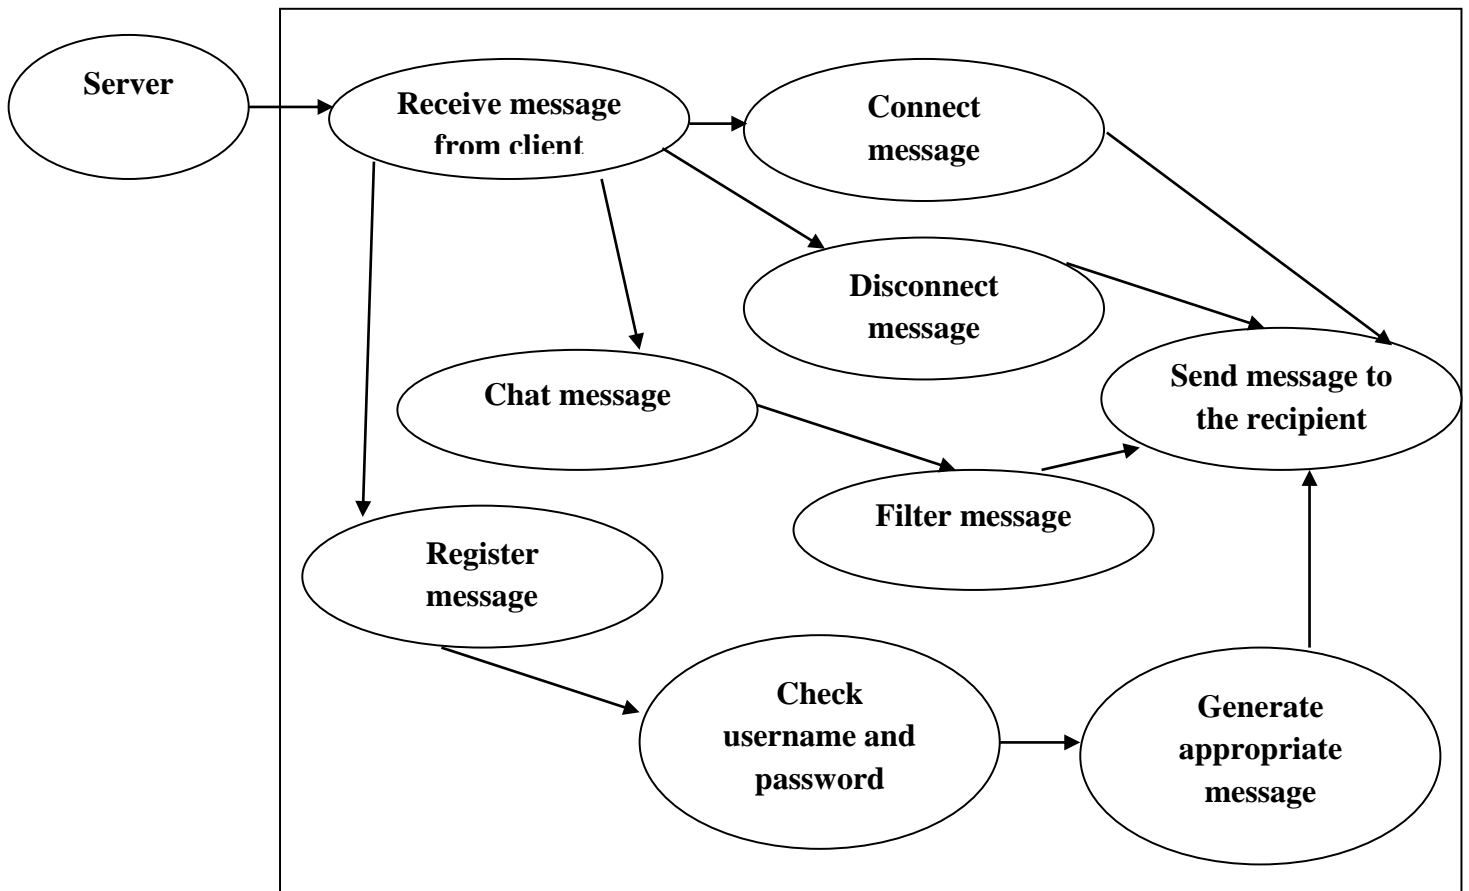 Server
Receive message
from client
Connect
message
Disconnect
message
Chat message
Send message to
the recipient
Filter message
Register
message
Check
username and
password
Generate
appropriate
message